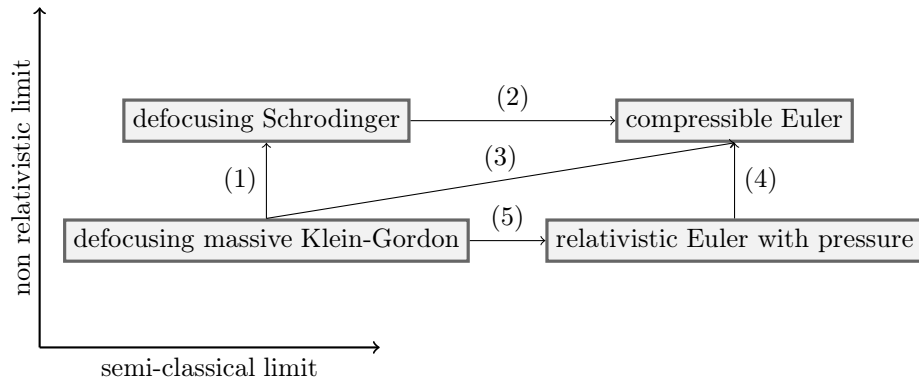 non relativistic limit
defocusing Schrodinger
(2)
compressible Euler
(1)
(3)
(4)
defocusing massive Klein-Gordon
(5)
relativistic Euler with pressure
semi-classical limit